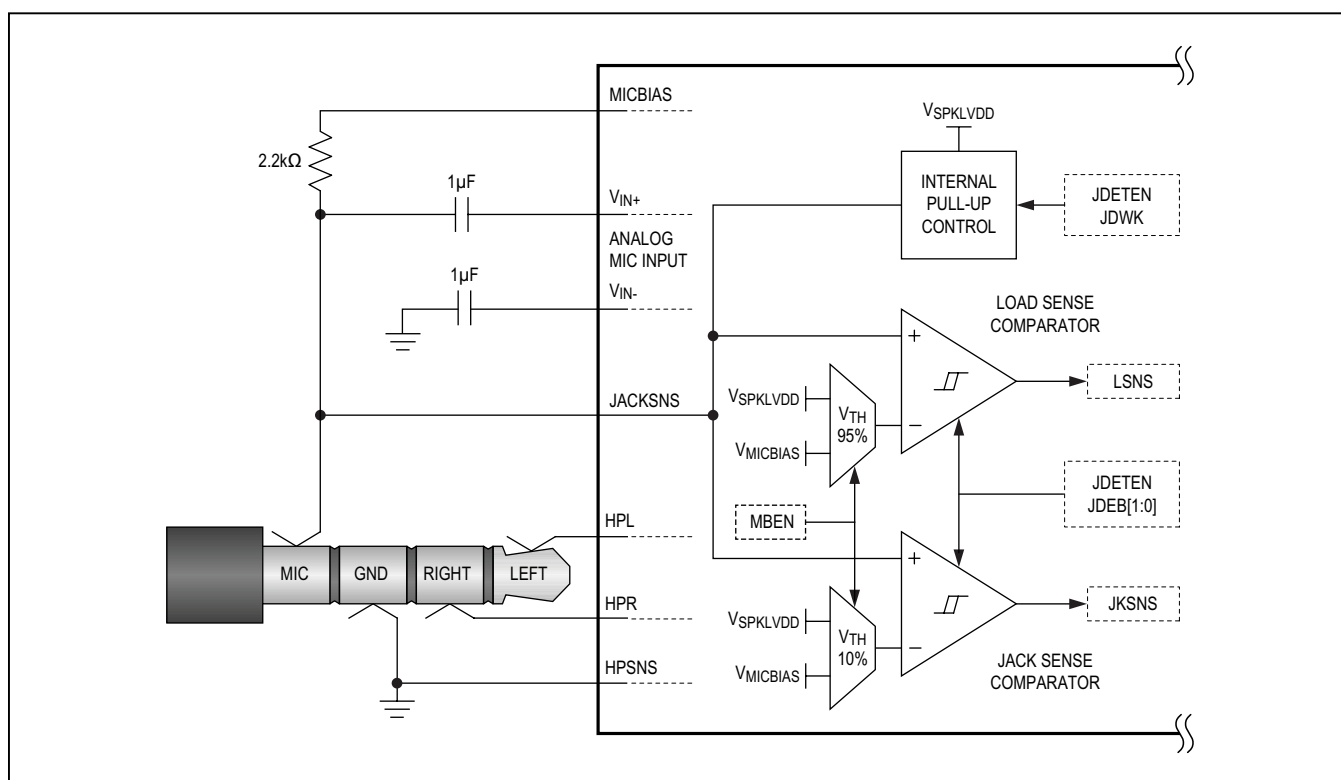 MICBIAS
VSPKLVDD
2.2kΩ
1µF
VIN+
INTERNAL
PULL-UP
CONTROL
JDETEN
JDWK
ANALOG
MIC INPUT
1µF
VIN-
LOAD SENSE
COMPARATOR
+
LSNS
VSPKLVDD
VTH
95%
–
JACKSNS
VMICBIAS
JDETEN
JDEB[1:0]
MBEN
HPL
+
MIC
GND
RIGHT
LEFT
JKSNS
HPR
VSPKLVDD
VTH
10%
–
HPSNS
VMICBIAS
JACK SENSE
COMPARATOR